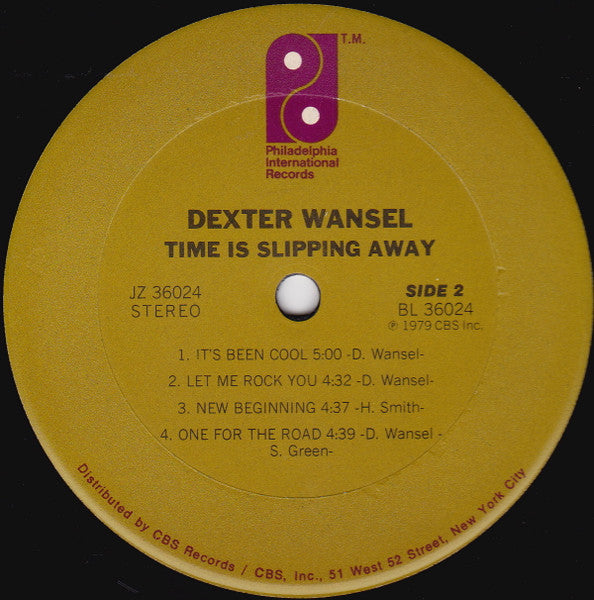 T.M.
Philadelphia
International
Records
DEXTER WANSEL
TIME IS SLIPPING AWAY
JZ 36024
STEREO
SIDE 2
BL 36024
℗ 1979 CBS Inc.
1. IT'S BEEN COOL 5:00 -D. Wansel-
2. LET ME ROCK YOU 4:32 -D. Wansel-
3. NEW BEGINNING 4:37 -H. Smith-
4. ONE FOR THE ROAD 4:39 -D. Wansel -
S. Green-
Distributed by CBS Records / CBS, Inc., 51 West 52 Street, New York City